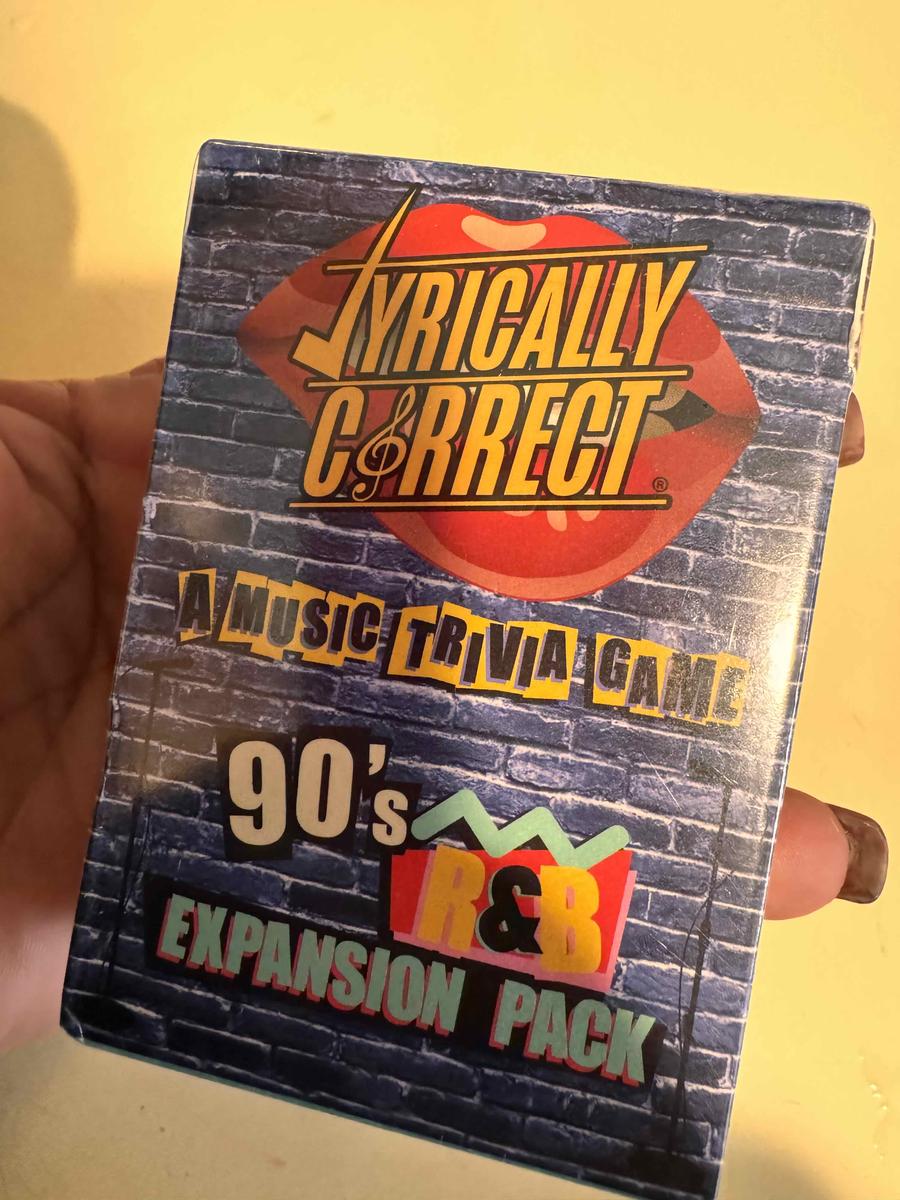 LYRICALLY
CORRECT®
A MUSIC TRIVIA GAME
90's
R&B
EXPANSION PACK